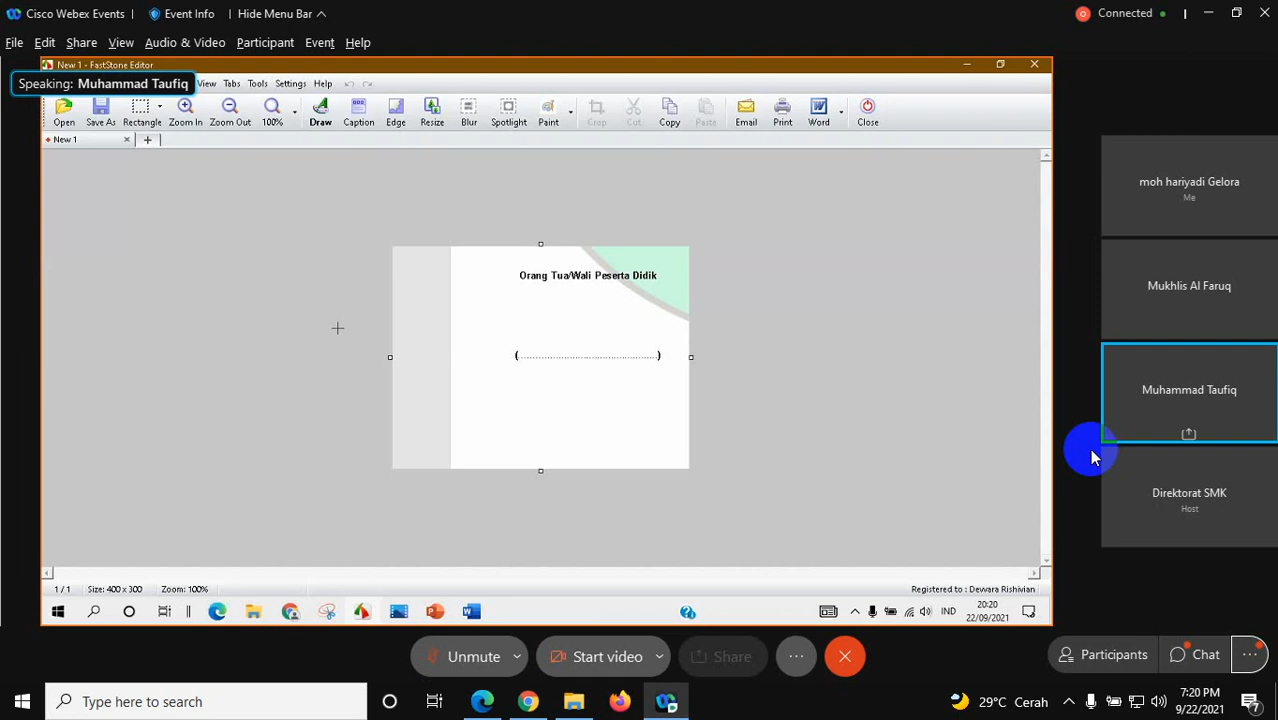 Cisco Webex Events Event Info Hide Menu Bar Connected
File Edit Share View Audio & Video Participant Event Help
New 1 - FastStone Editor
Speaking: Muhammad Taufiq
View Tabs Tools Settings Help
Open Save As Rectangle Zoom In Zoom Out 100% Draw Caption Edge Resize Blur Spotlight Paint Crop Cut Copy Paste Email Print Word Close
New 1
moh hariyadi Gelora
Me
Mukhlis Al Faruq
Muhammad Taufiq
Direktorat SMK
Host
Orang Tua/Wali Peserta Didik
(...............................................)
1 / 1 Size: 400 x 300 Zoom: 100% Registered to : Dewara Rishivian
IND 20:20
22/09/2021
Unmute Start video Share Participants Chat
Type here to search 29°C Cerah 7:20 PM
9/22/2021 7